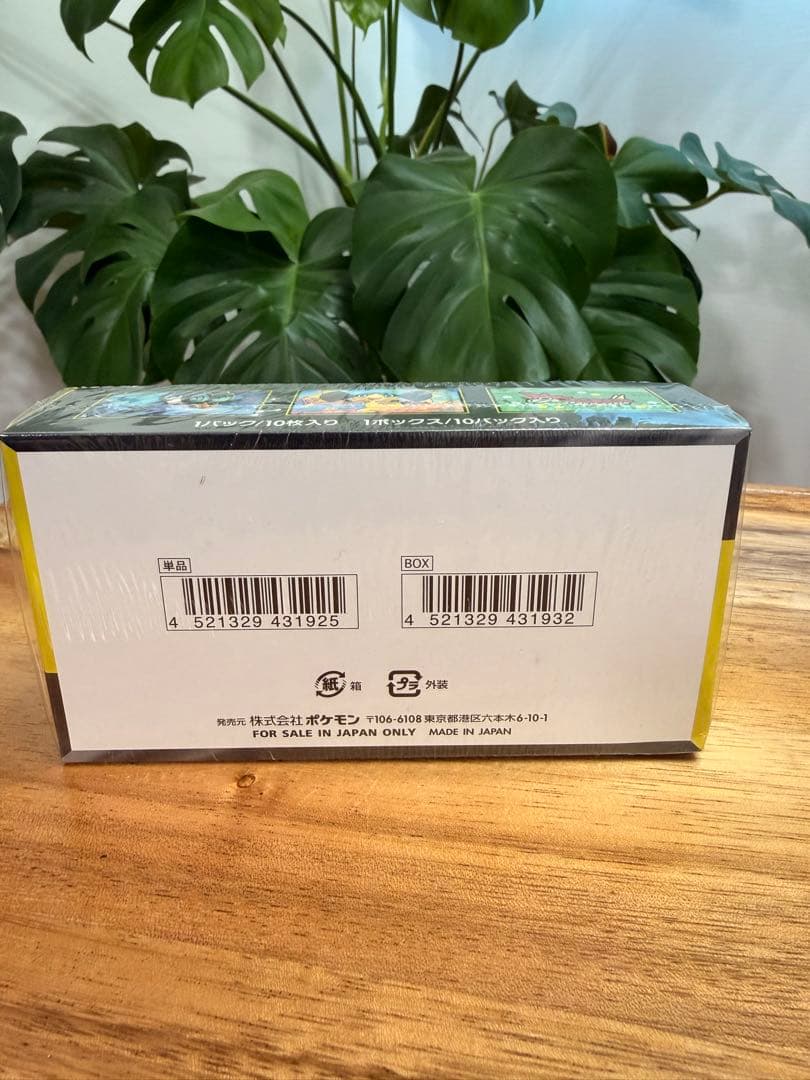 1パック/10枚入り 1ボックス/10パック入り
単品
BOX
4 521329 431925
4 521329 431932
紙 箱
プラ 外装
発売元 株式会社 ポケモン 〒106-6108 東京都港区六本木6-10-1
FOR SALE IN JAPAN ONLY MADE IN JAPAN